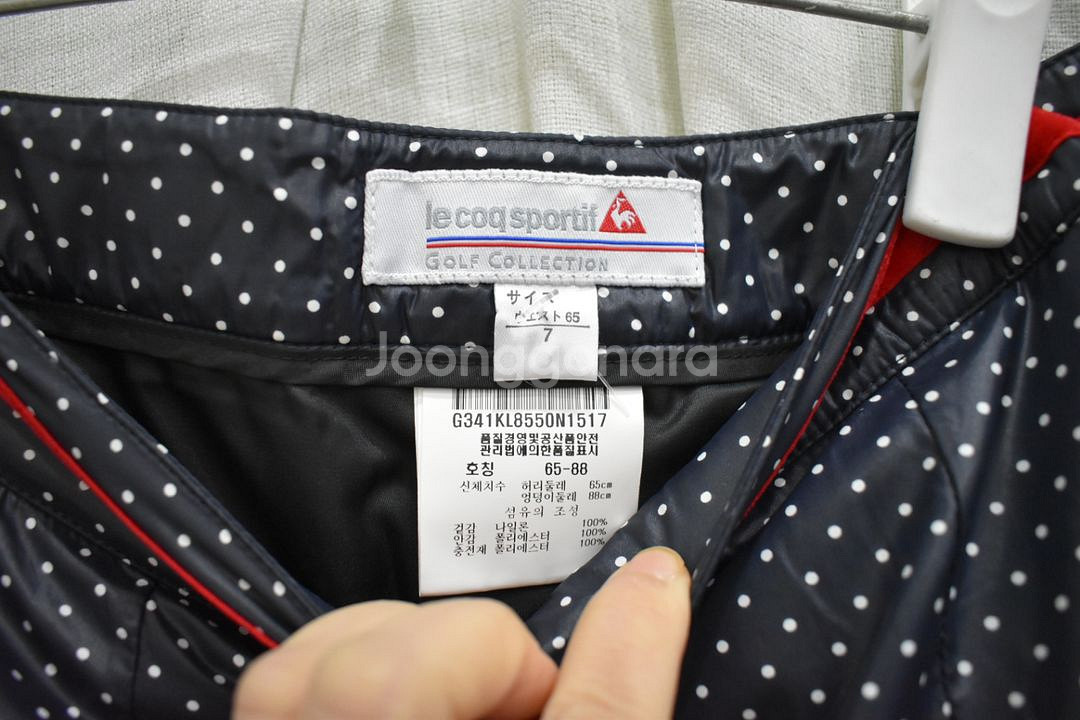 le coq sportif
GOLF COLLECTION
サイズ
ウエスト 65
7
Joonggonara
G341KL8550N1517
품질경영및공산품안전
관리법에의한품질표시
호칭 65-88
신체치수 허리둘레 65cm
엉덩이둘레 88cm
섬유의 조성
겉감 나일론 100%
안감 폴리에스터 100%
충전재 폴리에스터 100%